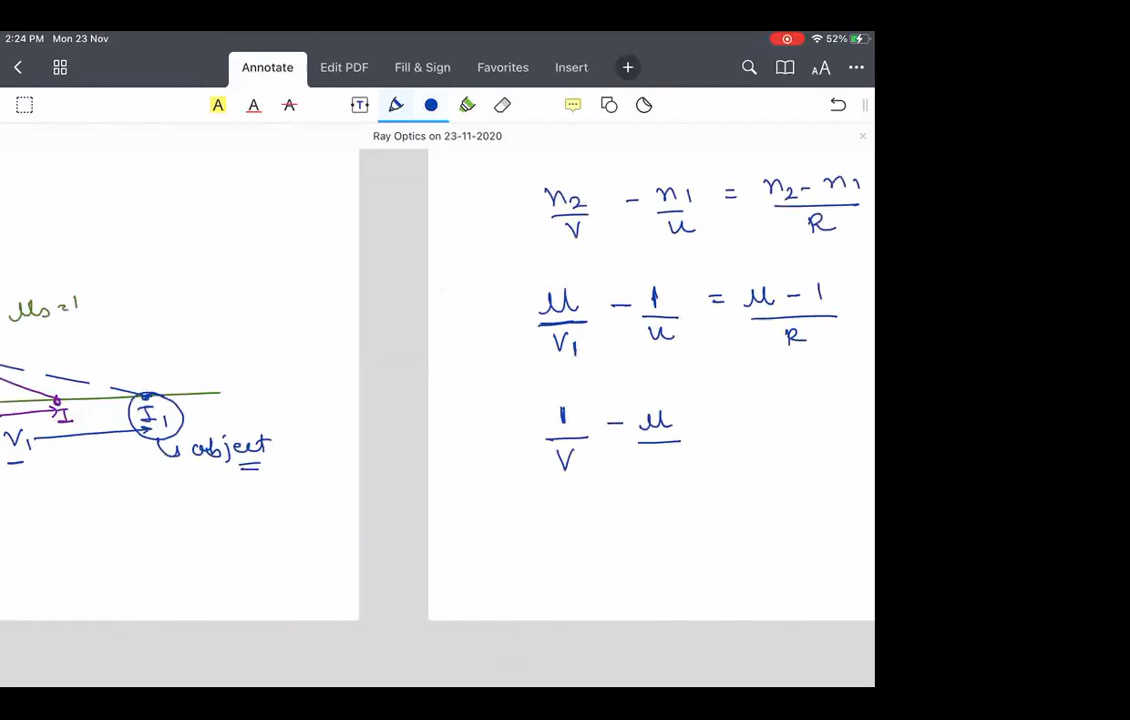 2:24 PM Mon 23 Nov
52%
Annotate Edit PDF Fill & Sign Favorites Insert
AA
A A A T
Ray Optics on 23-11-2020
n2/V - n1/u = n2 - n1/R
μs = 1
μ/V1 - 1/u = μ - 1/R
I
I1
V1
object
1/V - μ